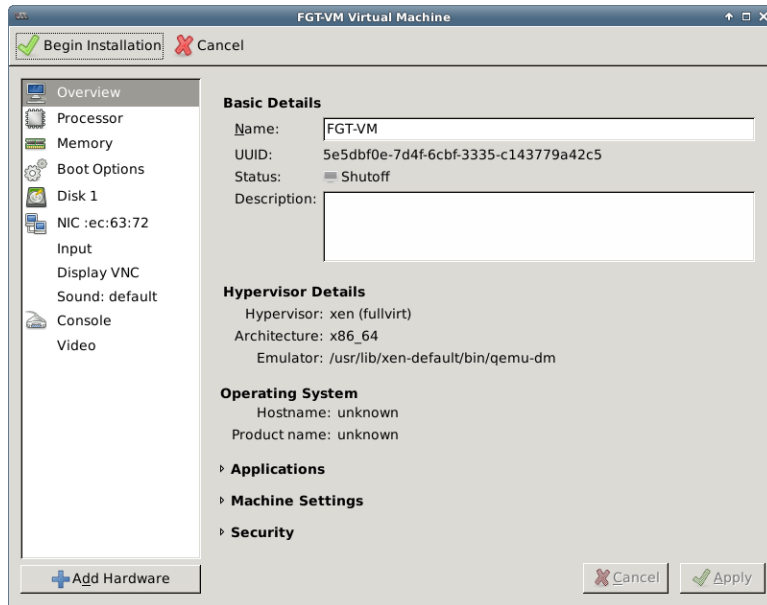 FGT-VM Virtual Machine
Begin Installation Cancel
Overview
Processor
Memory
Boot Options
Disk 1
NIC :ec:63:72
Input
Display VNC
Sound: default
Console
Video
Add Hardware
Basic Details
Name: FGT-VM
UUID: 5e5dbf0e-7d4f-6cbf-3335-c143779a42c5
Status: Shutoff
Description:
Hypervisor Details
Hypervisor: xen (fullvirt)
Architecture: x86_64
Emulator: /usr/lib/xen-default/bin/qemu-dm
Operating System
Hostname: unknown
Product name: unknown
Applications
Machine Settings
Security
Cancel Apply